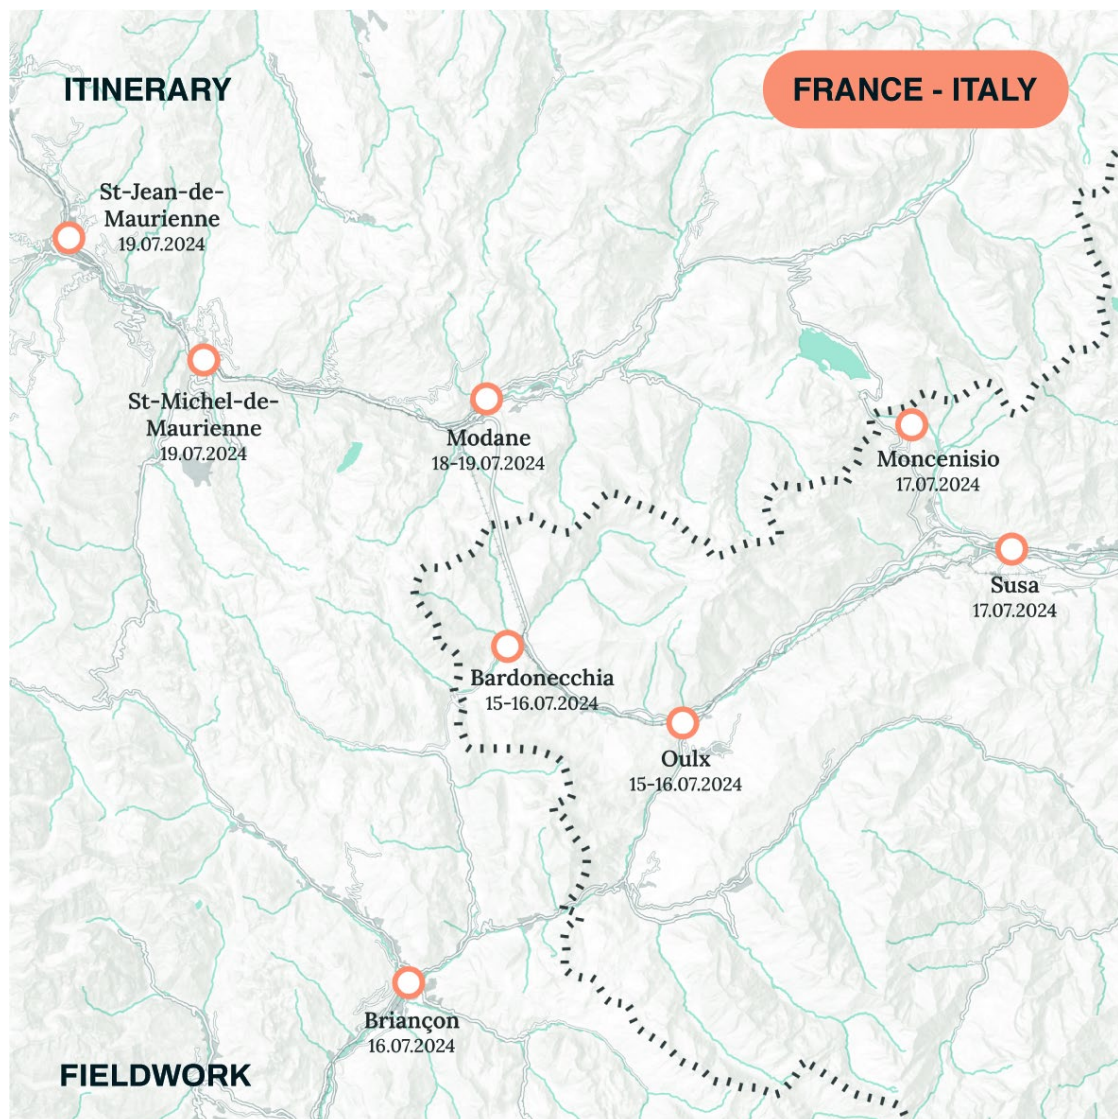 ITINERARY
FRANCE - ITALY
St-Jean-de-
Maurienne
19.07.2024
St-Michel-de-
Maurienne
19.07.2024
Modane
18-19.07.2024
Moncenisio
17.07.2024
Susa
17.07.2024
Bardonecchia
15-16.07.2024
Oulx
15-16.07.2024
Briançon
16.07.2024
FIELDWORK